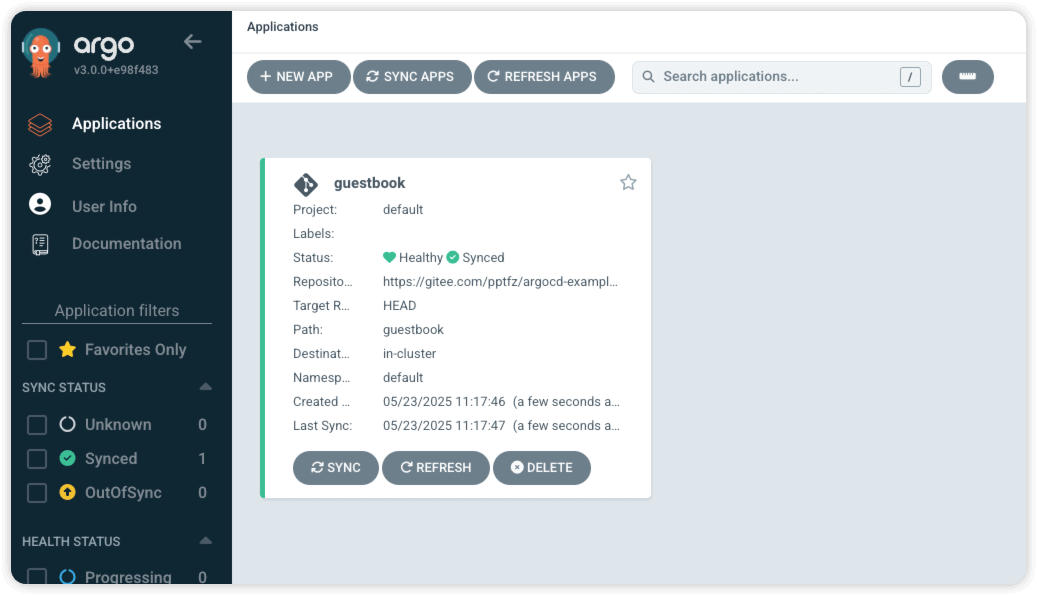 argo
v3.0.0+e98f483
Applications
Settings
User Info
Documentation
Application filters
Favorites Only
SYNC STATUS
Unknown 0
Synced 1
OutOfSync 0
HEALTH STATUS
Progressing 0
Applications
+ NEW APP SYNC APPS REFRESH APPS Search applications... /
guestbook
Project: default
Labels:
Status: Healthy Synced
Reposito... https://gitee.com/pptfz/argocd-exampl...
Target R... HEAD
Path: guestbook
Destinat... in-cluster
Namesp... default
Created ... 05/23/2025 11:17:46 (a few seconds a...
Last Sync: 05/23/2025 11:17:47 (a few seconds a...
SYNC REFRESH DELETE